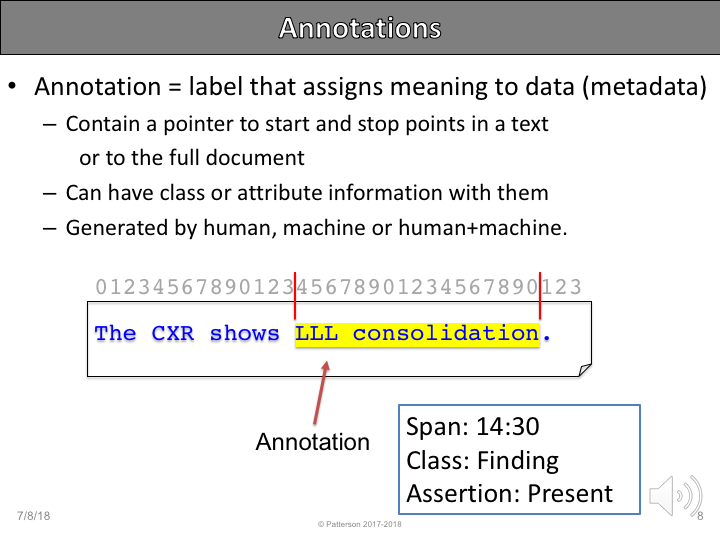 Annotations
• Annotation = label that assigns meaning to data (metadata)
– Contain a pointer to start and stop points in a text
or to the full document
– Can have class or attribute information with them
– Generated by human, machine or human+machine.
0123456789012345678901234567890123
The CXR shows LLL consolidation.
Annotation
Span: 14:30
Class: Finding
Assertion: Present
7/8/18
© Patterson 2017-2018
8